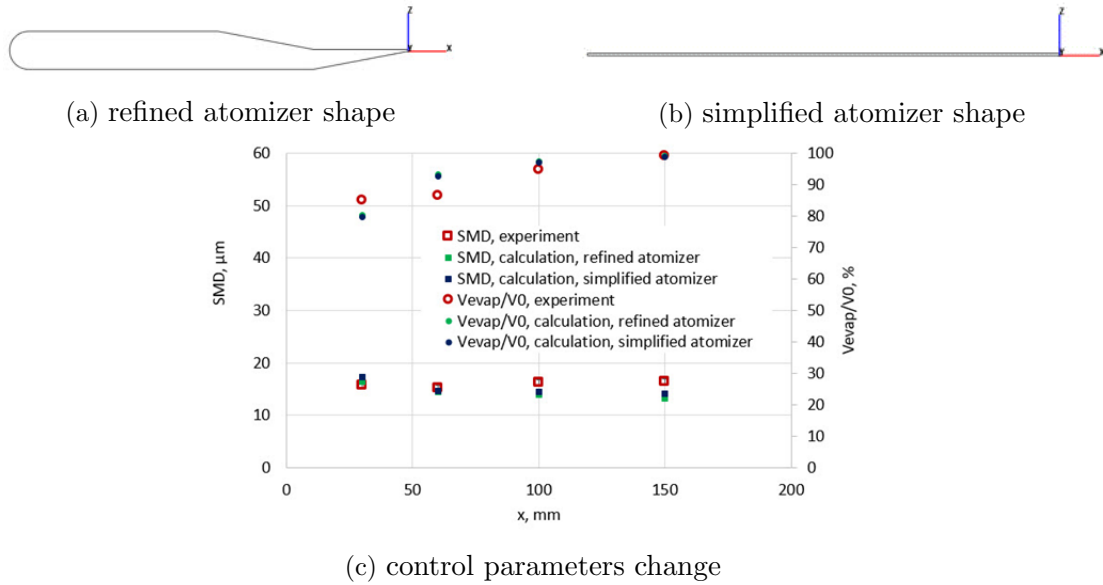 z
Y
x
z
Y
x
(a) refined atomizer shape
(b) simplified atomizer shape
60
50
40
30
20
10
0
SMD, µm
100
90
80
70
60
50
40
30
20
10
0
Vevap/V0, %
SMD, experiment
SMD, calculation, refined atomizer
SMD, calculation, simplified atomizer
Vevap/V0, experiment
Vevap/V0, calculation, refined atomizer
Vevap/V0, calculation, simplified atomizer
0
50
100
150
200
x, mm
(c) control parameters change